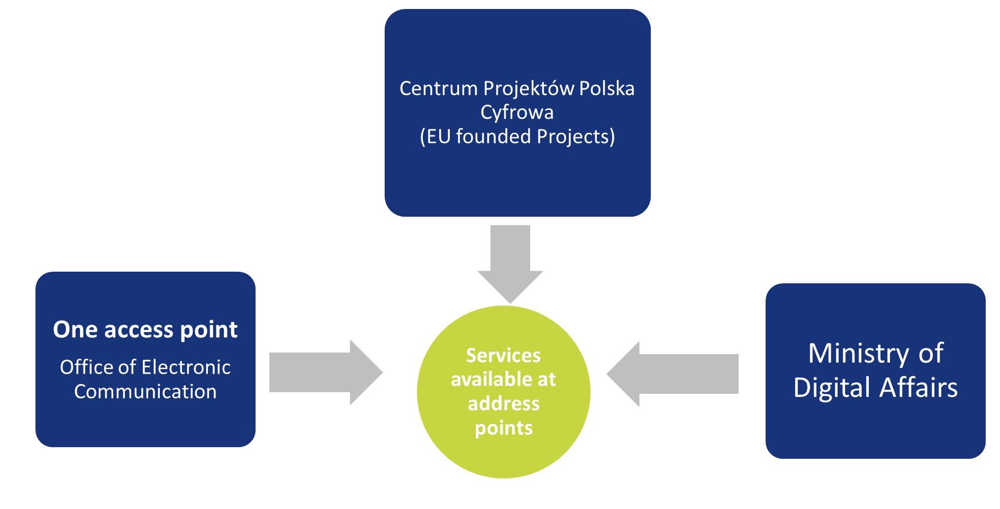 Centrum Projektów Polska
Cyfrowa
(EU founded Projects)
One access point
Office of Electronic
Communication
Services
available at
address
points
Ministry of
Digital Affairs